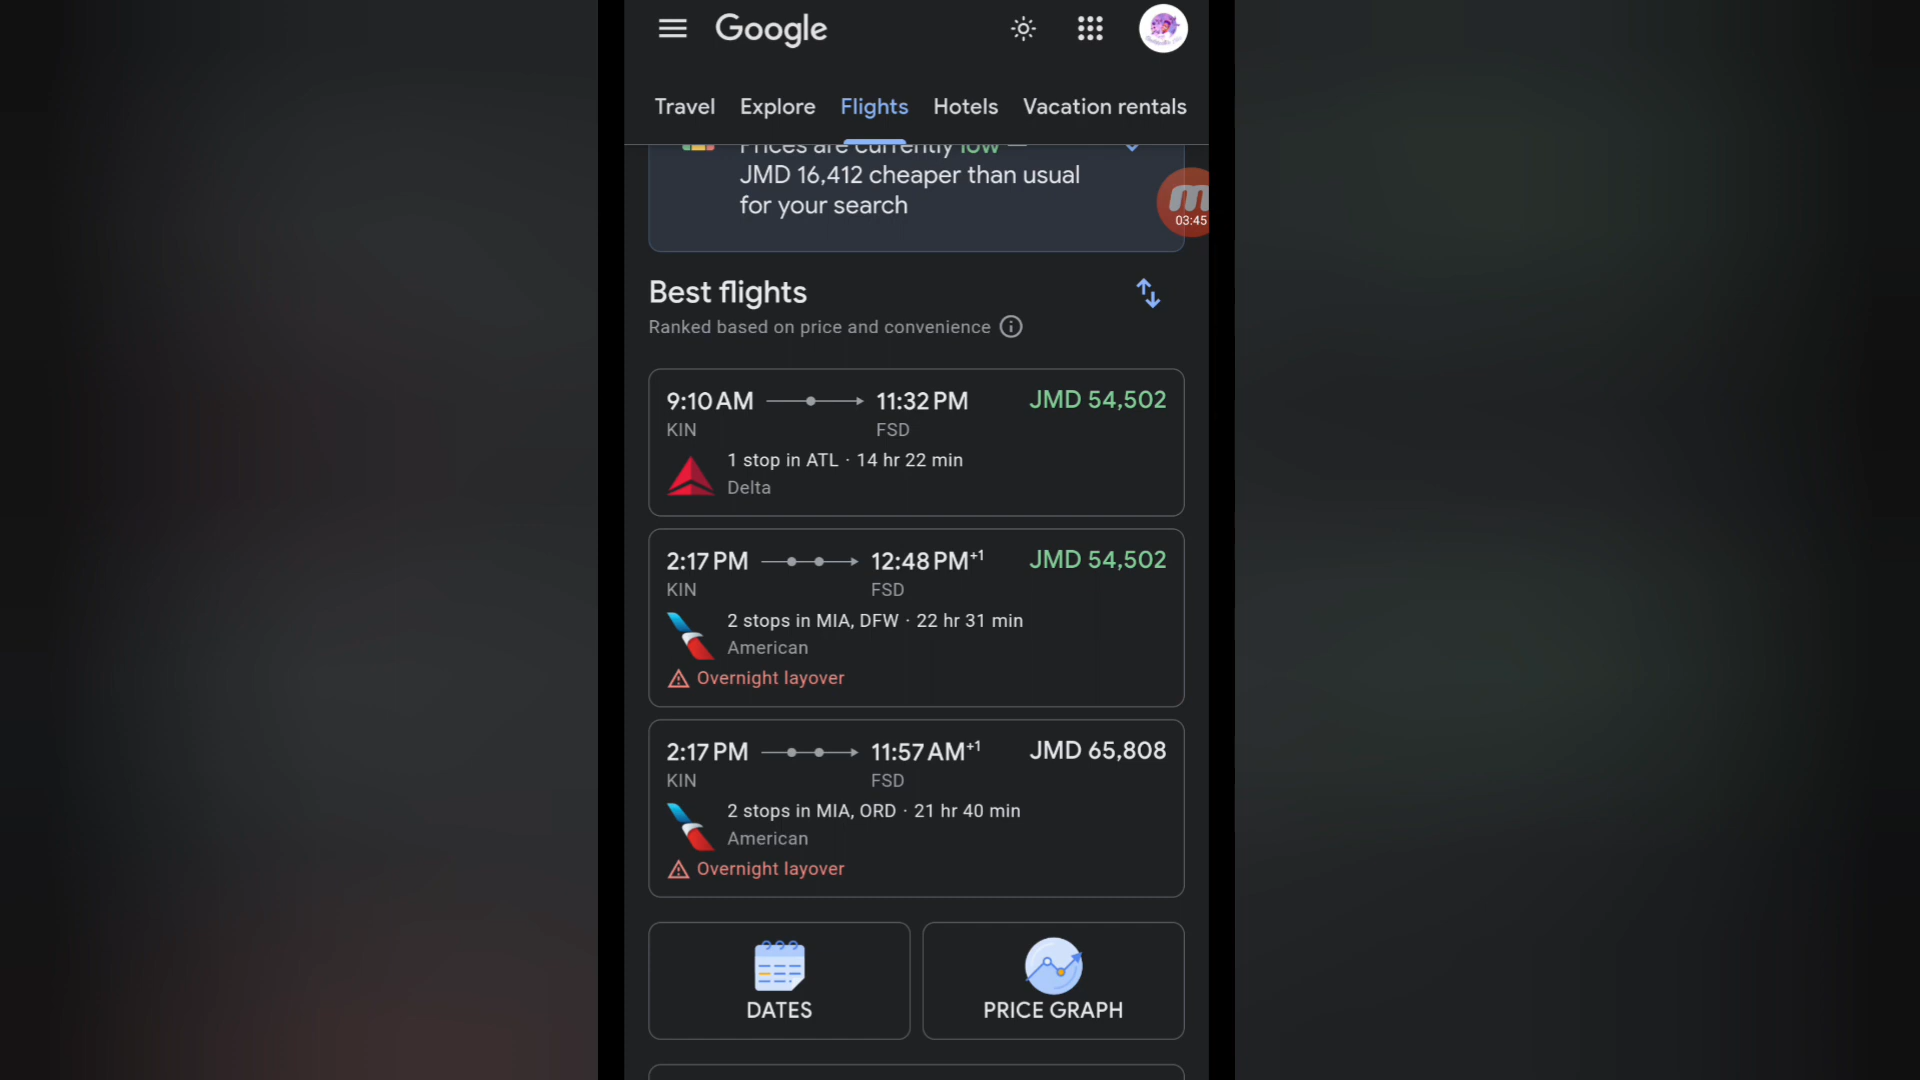 Google
Travel Explore Flights Hotels Vacation rentals
Prices are currently low —
JMD 16,412 cheaper than usual
for your search
03:45
Best flights
Ranked based on price and convenience
9:10 AM 11:32 PM JMD 54,502
KIN FSD
1 stop in ATL · 14 hr 22 min
Delta
2:17 PM 12:48 PM+1 JMD 54,502
KIN FSD
2 stops in MIA, DFW · 22 hr 31 min
American
Overnight layover
2:17 PM 11:57 AM+1 JMD 65,808
KIN FSD
2 stops in MIA, ORD · 21 hr 40 min
American
Overnight layover
DATES PRICE GRAPH